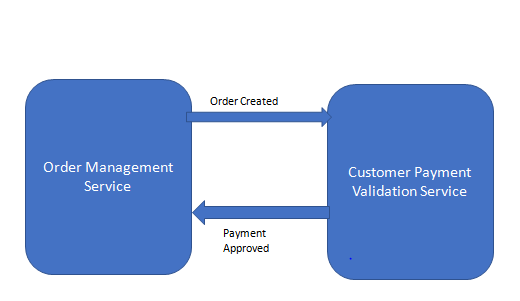 Order Created
Order Management
Service
Customer Payment
Validation Service
Payment
Approved